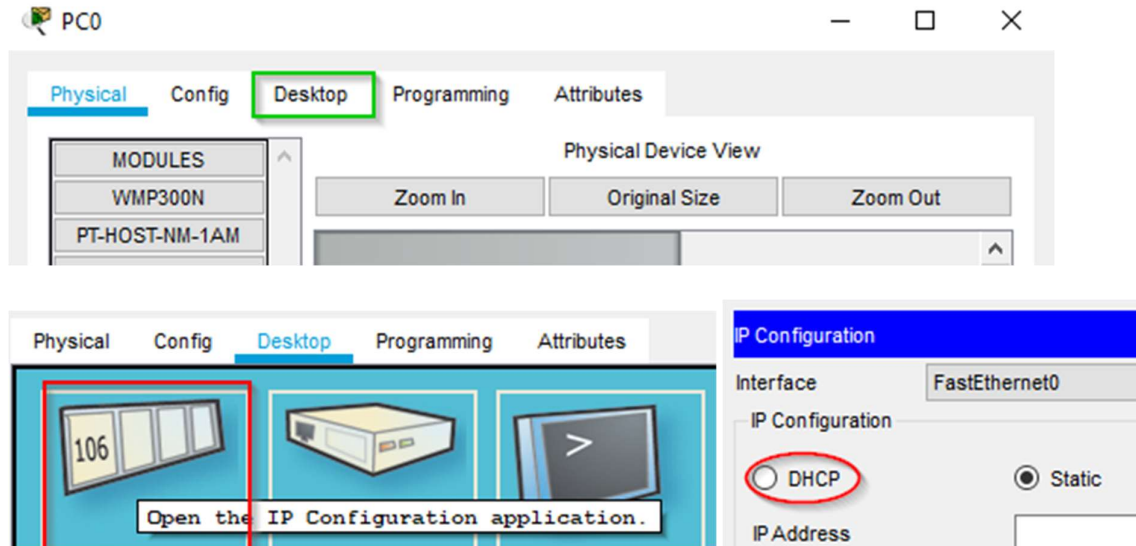 PC0
Physical Config Desktop Programming Attributes
MODULES
Physical Device View
WMP300N
Zoom In Original Size Zoom Out
PT-HOST-NM-1AM
Physical Config Desktop Programming Attributes
106
>
Open the IP Configuration application.
IP Configuration
Interface FastEthernet0
IP Configuration
DHCP Static
IP Address